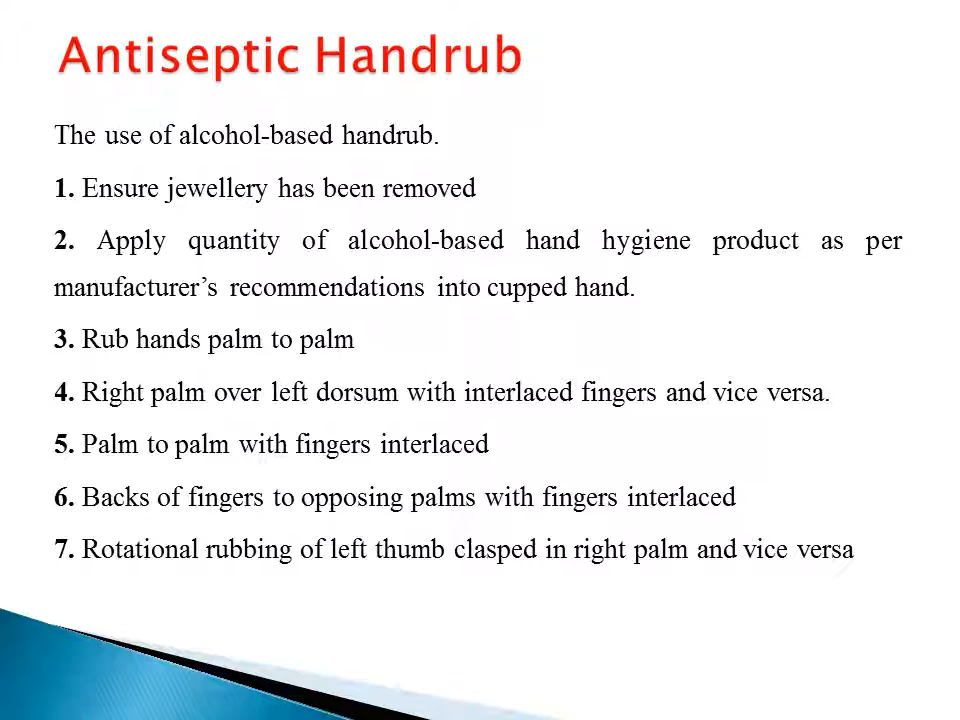 Antiseptic Handrub
The use of alcohol-based handrub.
1. Ensure jewellery has been removed
2. Apply quantity of alcohol-based hand hygiene product as per
manufacturer’s recommendations into cupped hand.
3. Rub hands palm to palm
4. Right palm over left dorsum with interlaced fingers and vice versa.
5. Palm to palm with fingers interlaced
6. Backs of fingers to opposing palms with fingers interlaced
7. Rotational rubbing of left thumb clasped in right palm and vice versa